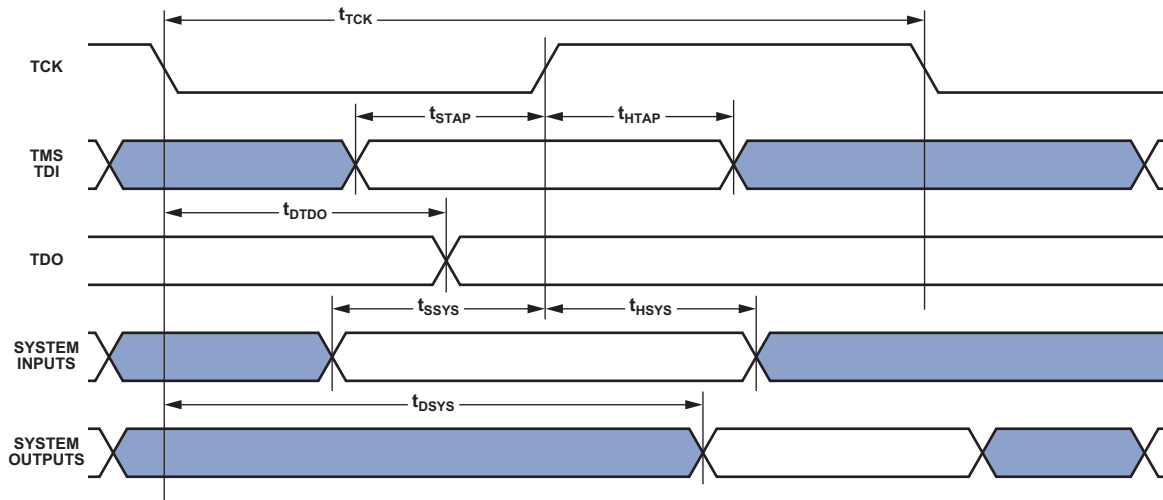 tTCK
TCK
tSTAP
tHTAP
TMS
TDI
tDTDO
TDO
tSSYS
tHSYS
SYSTEM
INPUTS
tDSYS
SYSTEM
OUTPUTS